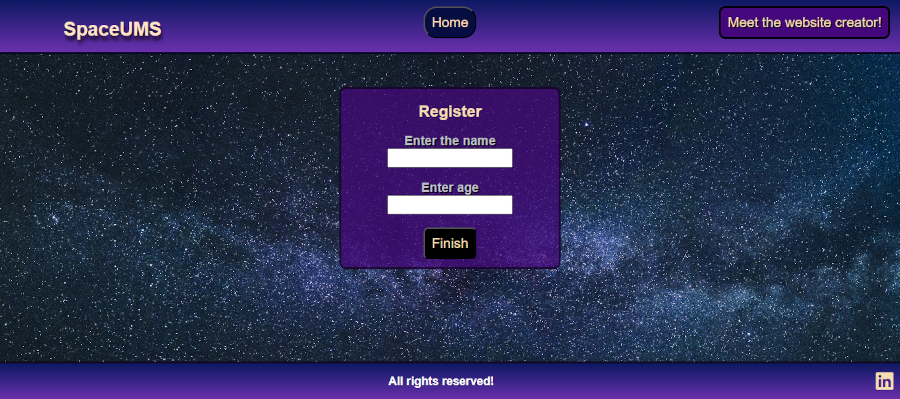 SpaceUMS
Home
Meet the website creator!
Register
Enter the name
Enter age
Finish
All rights reserved!
in